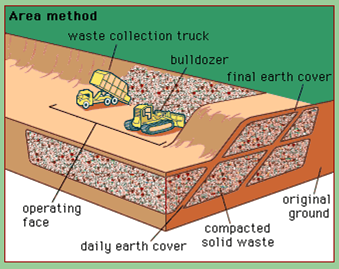 Area method
waste collection truck
bulldozer
final earth cover
operating
face
daily earth cover
compacted
solid waste
original
ground